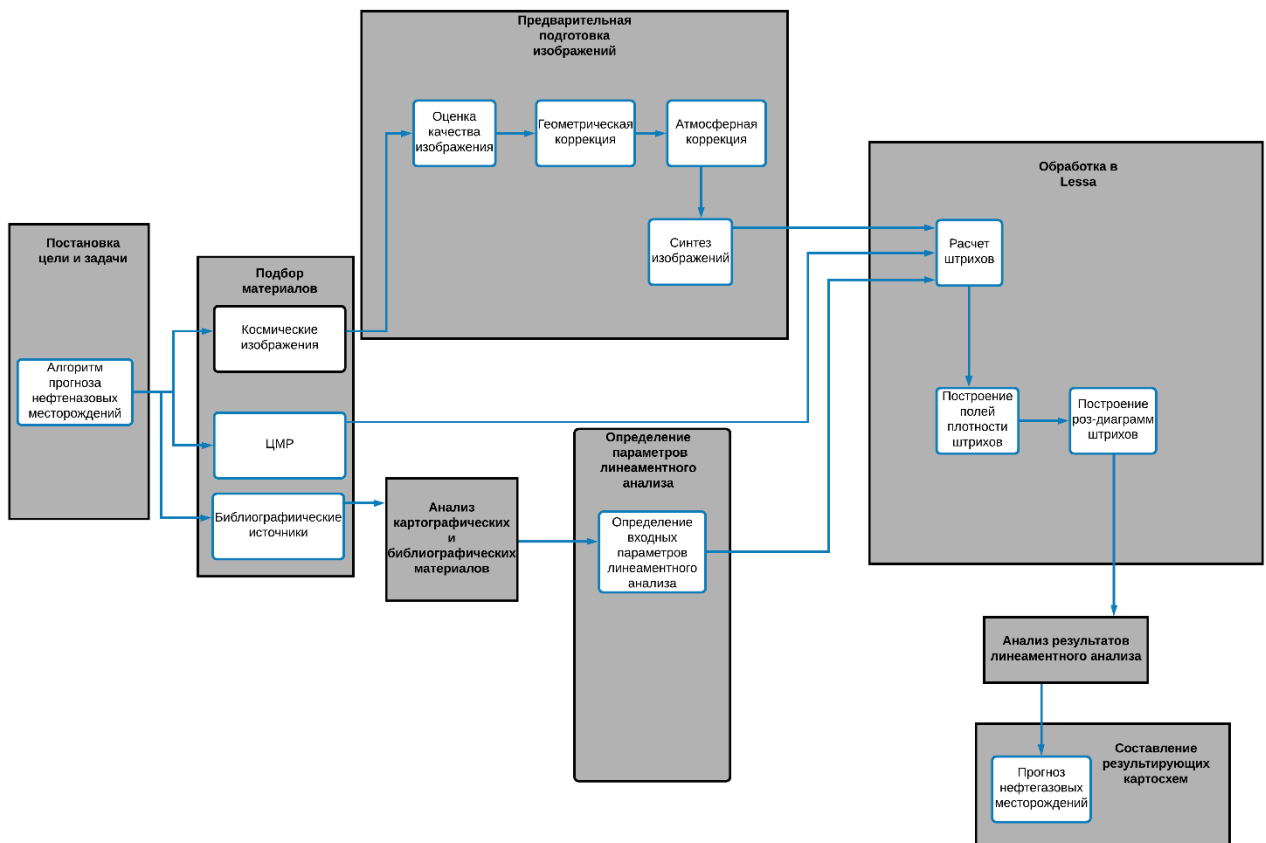 Предварительная
подготовка
изображений
Оценка
качества
изображения
Геометрическая
коррекция
Атмосферная
коррекция
Синтез
изображений
Обработка в
Lessa
Расчет
штрихов
Построение
полей
плотности
штрихов
Построение
роз-диаграмм
штрихов
Постановка
цели и задачи
Алгоритм
прогноза
нефтеназовых
месторождений
Подбор
материалов
Космические
изображения
ЦМР
Библиографиические
источники
Анализ
картографических
и
библиографических
материалов
Определение
параметров
линеаментного
анализа
Определение
входных
параметров
линеаментного
анализа
Анализ результатов
линеаментного анализа
Составление
результирующих
картосхем
Прогноз
нефтегазовых
месторождений